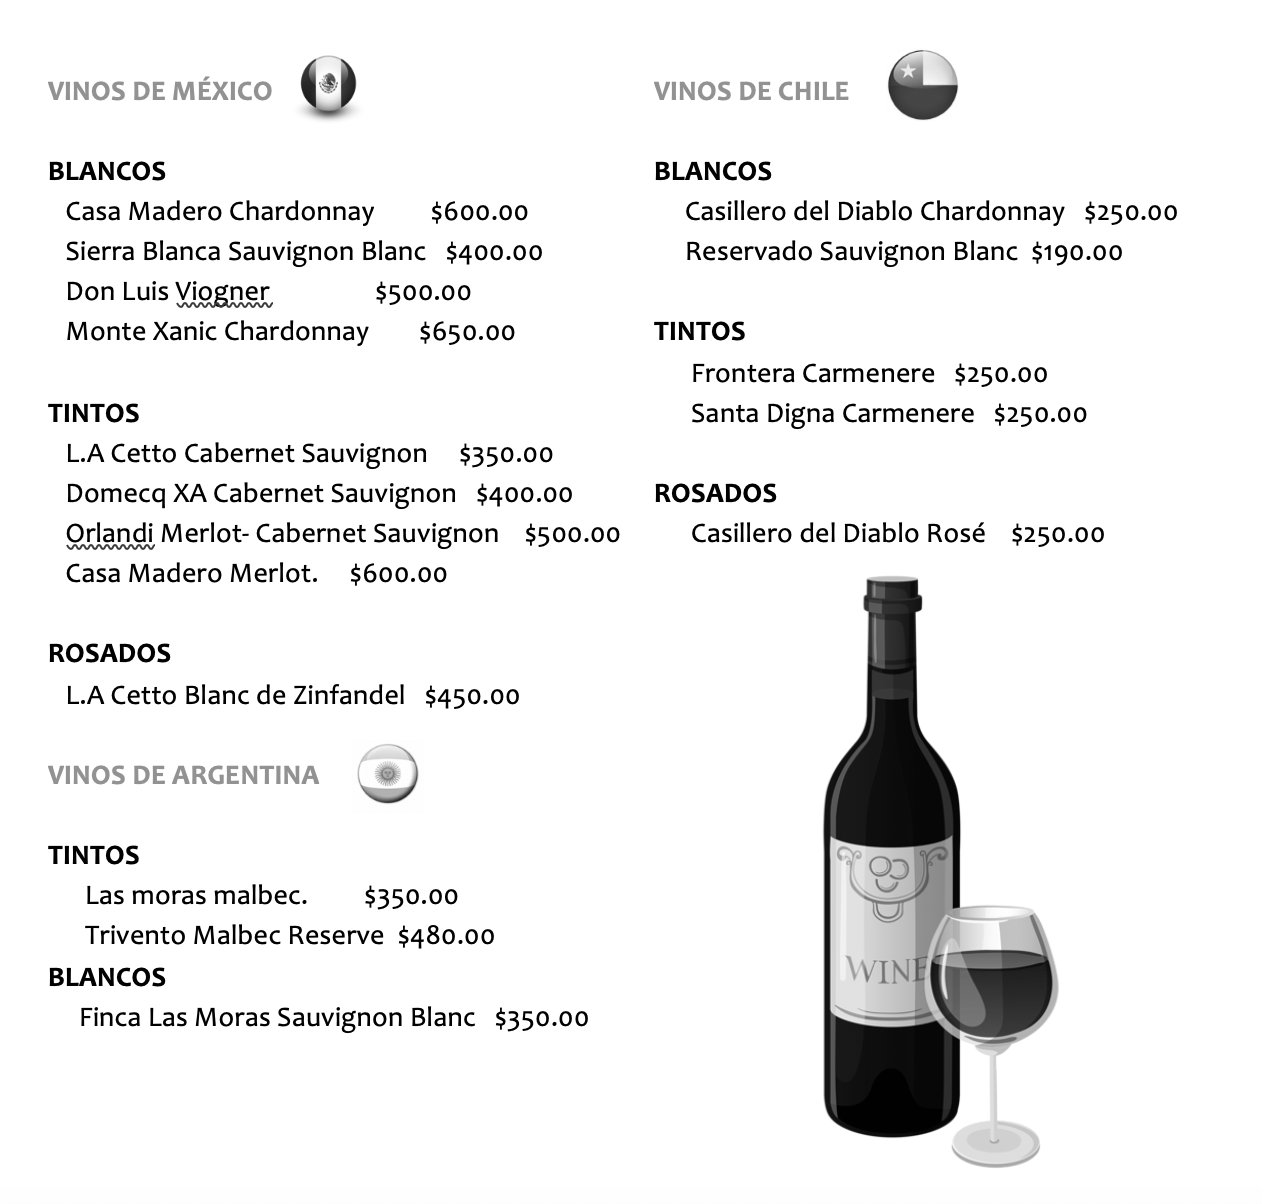 VINOS DE MÉXICO
BLANCOS
Casa Madero Chardonnay $600.00
Sierra Blanca Sauvignon Blanc $400.00
Don Luis Viogner $500.00
Monte Xanic Chardonnay $650.00
TINTOS
L.A Cetto Cabernet Sauvignon $350.00
Domecq XA Cabernet Sauvignon $400.00
Orlandi Merlot- Cabernet Sauvignon $500.00
Casa Madero Merlot. $600.00
ROSADOS
L.A Cetto Blanc de Zinfandel $450.00
VINOS DE ARGENTINA
TINTOS
Las moras malbec. $350.00
Trivento Malbec Reserve $480.00
BLANCOS
Finca Las Moras Sauvignon Blanc $350.00
VINOS DE CHILE
BLANCOS
Casillero del Diablo Chardonnay $250.00
Reservado Sauvignon Blanc $190.00
TINTOS
Frontera Carmenere $250.00
Santa Digna Carmenere $250.00
ROSADOS
Casillero del Diablo Rosé $250.00
WINE